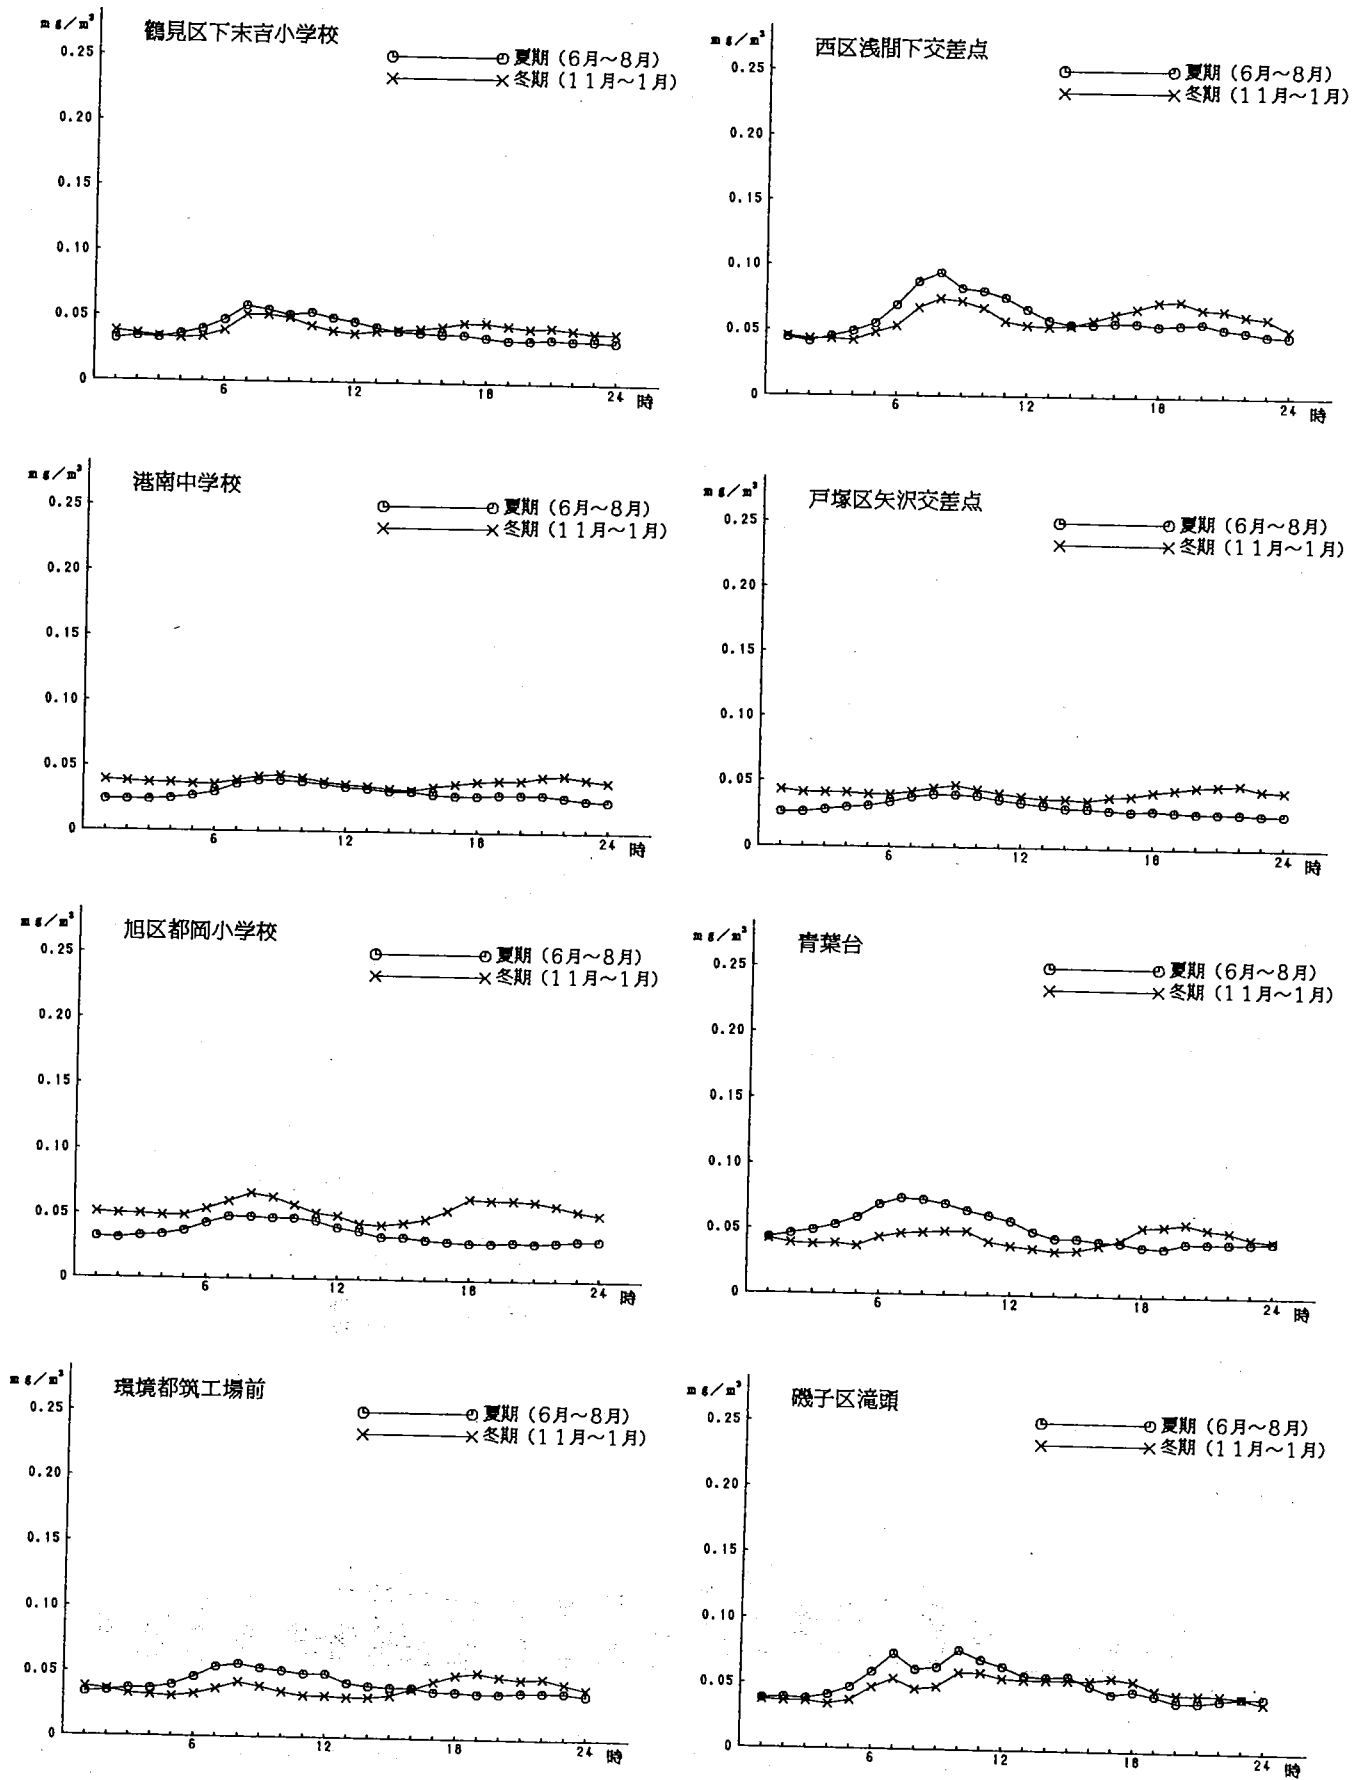 mg/m³
鶴見区下末吉小学校
夏期(6月~8月)
冬期(11月~1月)
0.25
0.20
0.15
0.10
0.05
0
6
12
18
24
時
mg/m³
西区浅間下交差点
夏期(6月~8月)
冬期(11月~1月)
0.25
0.20
0.15
0.10
0.05
0
6
12
18
24
時
mg/m³
港南中学校
夏期(6月~8月)
冬期(11月~1月)
0.25
0.20
0.15
0.10
0.05
0
6
12
18
24
時
mg/m³
戸塚区矢沢交差点
夏期(6月~8月)
冬期(11月~1月)
0.25
0.20
0.15
0.10
0.05
0
6
12
18
24
時
mg/m³
旭区都岡小学校
夏期(6月~8月)
冬期(11月~1月)
0.25
0.20
0.15
0.10
0.05
0
6
12
18
24
時
mg/m³
青葉台
夏期(6月~8月)
冬期(11月~1月)
0.25
0.20
0.15
0.10
0.05
0
6
12
18
24
時
mg/m³
環境都筑工場前
夏期(6月~8月)
冬期(11月~1月)
0.25
0.20
0.15
0.10
0.05
0
6
12
18
24
時
mg/m³
磯子区滝頭
夏期(6月~8月)
冬期(11月~1月)
0.25
0.20
0.15
0.10
0.05
0
6
12
18
24
時